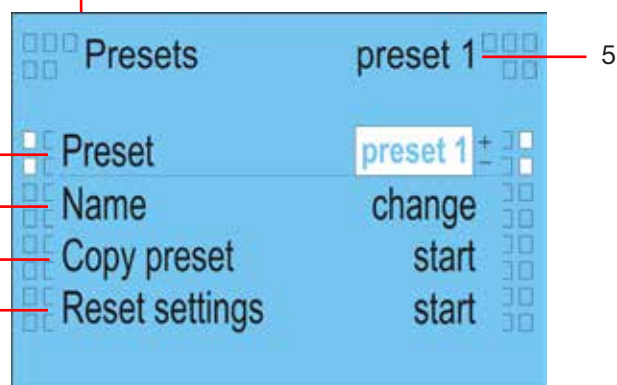 Presets preset 1 5
Preset preset 1 + −
Name change
Copy preset start
Reset settings start